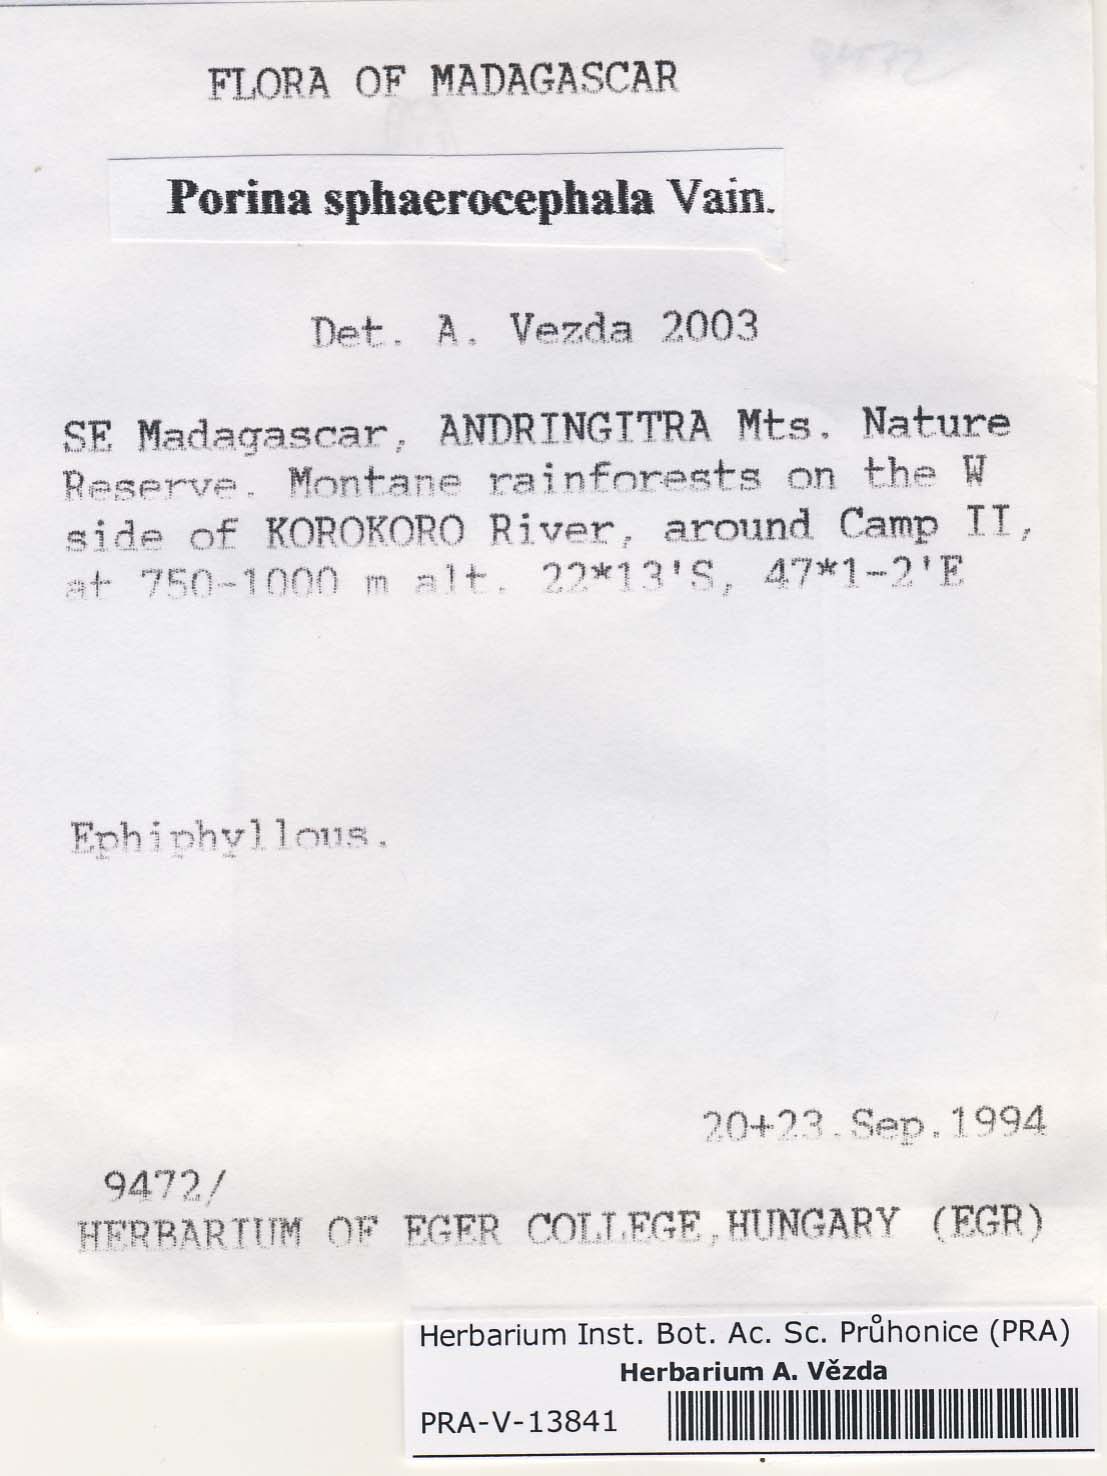 FLORA OF MADAGASCAR
Porina sphaerocephala Vain.
Det. A. Vezda 2003
SE Madagascar, ANDRINGITRA Mts. Nature
Reserve. Montane rainforests on the W
side of KOROKORO River, around Camp II,
at 750-1000 m alt. 22*13'S, 47*1-2'E
Ephiphyllous.
20+23.Sep.1994
9472/
HERBARIUM OF EGER COLLEGE,HUNGARY (EGR)
Herbarium Inst. Bot. Ac. Sc. Průhonice (PRA)
Herbarium A. Vězda
PRA-V-13841